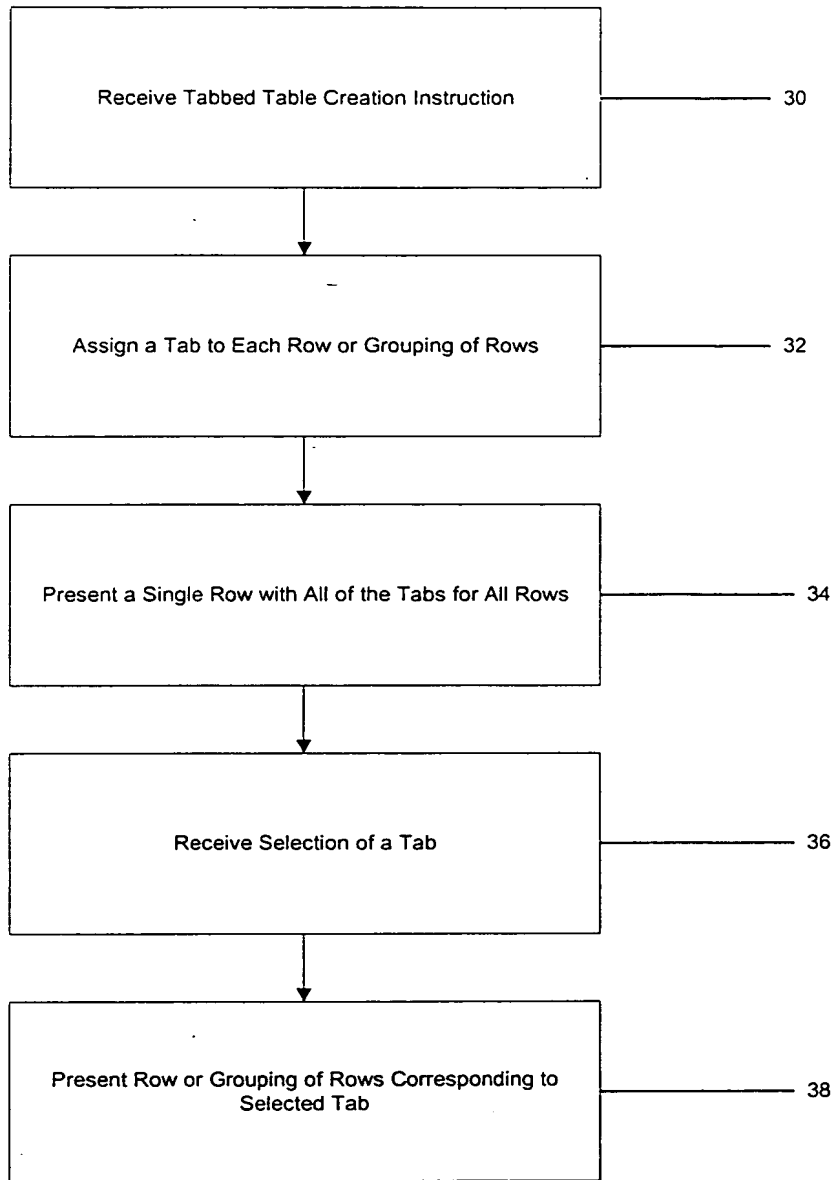 Receive Tabbed Table Creation Instruction
30
Assign a Tab to Each Row or Grouping of Rows
32
Present a Single Row with All of the Tabs for All Rows
34
Receive Selection of a Tab
36
Present Row or Grouping of Rows Corresponding to
Selected Tab
38